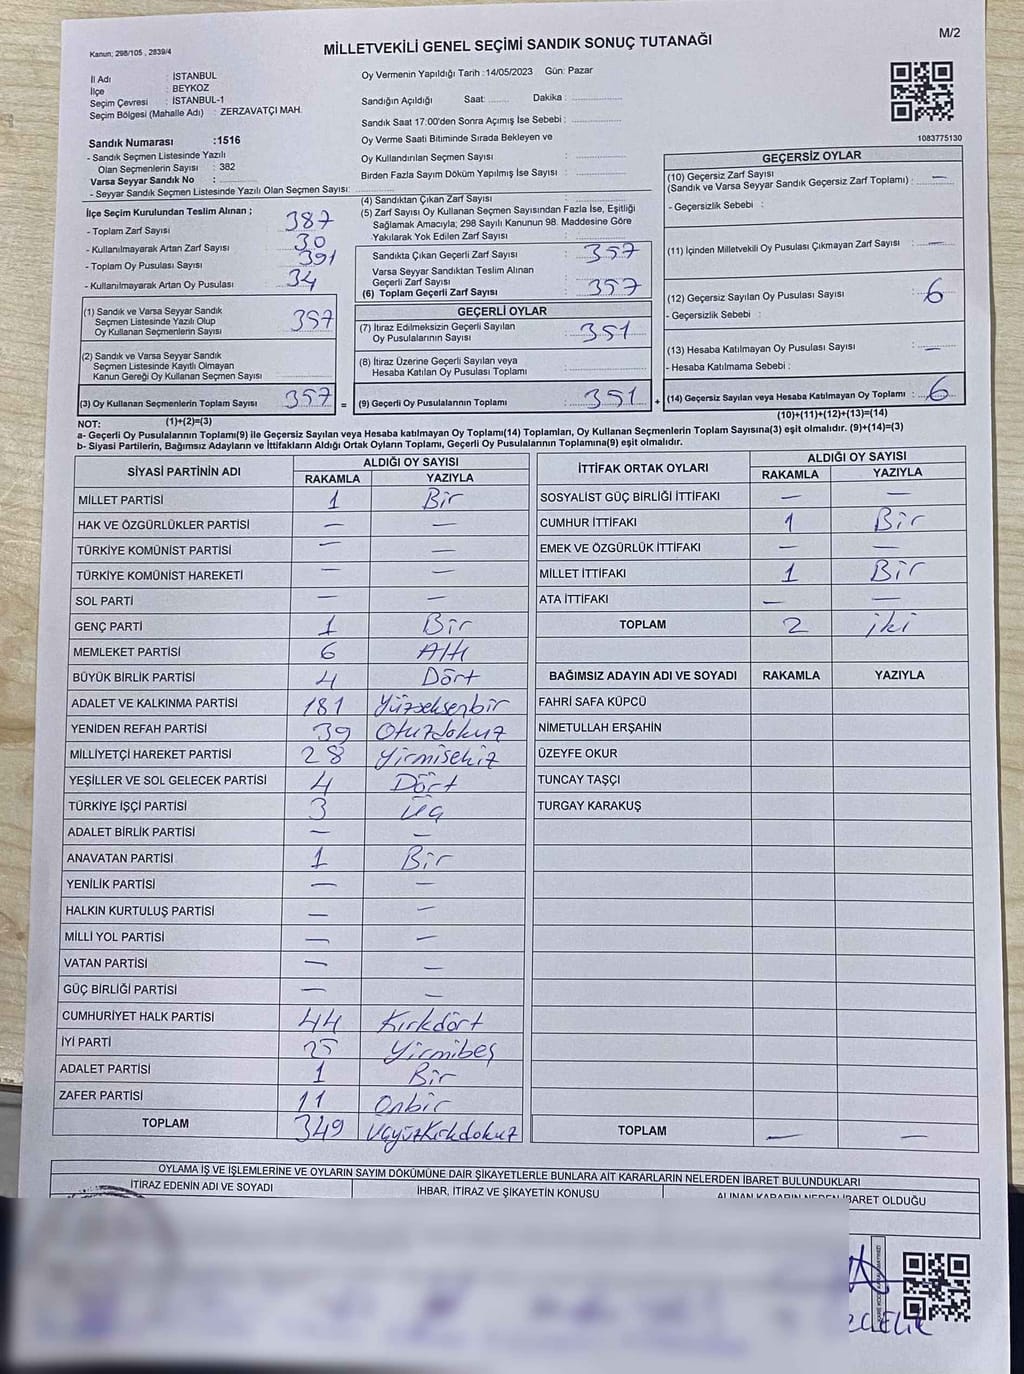 Kanun; 298/105 , 2839/4
MİLLETVEKİLİ GENEL SEÇİMİ SANDIK SONUÇ TUTANAĞI
M/2
İl Adı : İSTANBUL
İlçe : BEYKOZ
Seçim Çevresi : İSTANBUL-1
Seçim Bölgesi (Mahalle Adı) : ZERZAVATÇI MAH.
Sandık Numarası :1516
- Sandık Seçmen Listesinde Yazılı
Olan Seçmenlerin Sayısı : 382
Varsa Seyyar Sandık No :
- Seyyar Sandık Seçmen Listesinde Yazılı Olan Seçmen Sayısı:
Oy Vermenin Yapıldığı Tarih :14/05/2023 Gün: Pazar
Sandığın Açıldığı Saat: Dakika :
Sandık Saat 17.00'den Sonra Açımış İse Sebebi :
Oy Verme Saati Bitiminde Sırada Bekleyen ve
Oy Kullandırılan Seçmen Sayısı :
Birden Fazla Sayım Döküm Yapılmış İse Sayısı :
1083775130
İlçe Seçim Kurulundan Teslim Alınan ;
- Toplam Zarf Sayısı : 387
- Kullanılmayarak Artan Zarf Sayısı : 30
- Toplam Oy Pusulası Sayısı : 391
- Kullanılmayarak Artan Oy Pusulası : 34
(1) Sandık ve Varsa Seyyar Sandık
Seçmen Listesinde Yazılı Olup
Oy Kullanan Seçmenlerin Sayısı : 357
(2) Sandık ve Varsa Seyyar Sandık
Seçmen Listesinde Kayıtlı Olmayan
Kanun Gereği Oy Kullanan Seçmen Sayısı :
(3) Oy Kullanan Seçmenlerin Toplam Sayısı : 357 =
(1)+(2)=(3)
(4) Sandıktan Çıkan Zarf Sayısı :
(5) Zarf Sayısı Oy Kullanan Seçmen Sayısından Fazla İse, Eşitliği
Sağlamak Amacıyla; 298 Sayılı Kanunun 98. Maddesine Göre
Yakılarak Yok Edilen Zarf Sayısı :
Sandıkta Çıkan Geçerli Zarf Sayısı : 357
Varsa Seyyar Sandıktan Teslim Alınan
Geçerli Zarf Sayısı :
(6) Toplam Geçerli Zarf Sayısı : 357
GEÇERLİ OYLAR
(7) İtiraz Edilmeksizin Geçerli Sayılan
Oy Pusulalarının Sayısı : 351
(8) İtiraz Üzerine Geçerli Sayılan veya
Hesaba Katılan Oy Pusulası Toplamı :
(9) Geçerli Oy Pusulalarının Toplamı : 351 +
GEÇERSİZ OYLAR
(10) Geçersiz Zarf Sayısı
(Sandık ve Varsa Seyyar Sandık Geçersiz Zarf Toplamı) : —
- Geçersizlik Sebebi :
(11) İçinden Milletvekili Oy Pusulası Çıkmayan Zarf Sayısı : —
(12) Geçersiz Sayılan Oy Pusulası Sayısı : 6
- Geçersizlik Sebebi :
(13) Hesaba Katılmayan Oy Pusulası Sayısı : —
- Hesaba Katılmama Sebebi :
(14) Geçersiz Sayılan veya Hesaba Katılmayan Oy Toplamı : 6
(10)+(11)+(12)+(13)=(14)
NOT:
a- Geçerli Oy Pusulalarının Toplamı(9) ile Geçersiz Sayılan veya Hesaba katılmayan Oy Toplamı(14) Toplamları, Oy Kullanan Seçmenlerin Toplam Sayısına(3) eşit olmalıdır. (9)+(14)=(3)
b- Siyasi Partilerin, Bağımsız Adayların ve İttifakların Aldığı Ortak Oyların Toplamı, Geçerli Oy Pusulalarının Toplamına(9) eşit olmalıdır.
SİYASİ PARTİNİN ADI ALDIĞI OY SAYISI
RAKAMLA YAZIYLA
MİLLET PARTİSİ 1 Bir
HAK VE ÖZGÜRLÜKLER PARTİSİ — —
TÜRKİYE KOMÜNİST PARTİSİ — —
TÜRKİYE KOMÜNİST HAREKETİ — —
SOL PARTİ — —
GENÇ PARTİ 1 Bir
MEMLEKET PARTİSİ 6 Altı
BÜYÜK BİRLİK PARTİSİ 4 Dört
ADALET VE KALKINMA PARTİSİ 181 Yüzseksenbir
YENİDEN REFAH PARTİSİ 39 Otuzdokuz
MİLLİYETÇİ HAREKET PARTİSİ 28 Yirmisekiz
YEŞİLLER VE SOL GELECEK PARTİSİ 4 Dört
TÜRKİYE İŞÇİ PARTİSİ 3 Üç
ADALET BİRLİK PARTİSİ — —
ANAVATAN PARTİSİ 1 Bir
YENİLİK PARTİSİ — —
HALKIN KURTULUŞ PARTİSİ — —
MİLLİ YOL PARTİSİ — —
VATAN PARTİSİ — —
GÜÇ BİRLİĞİ PARTİSİ — —
CUMHURİYET HALK PARTİSİ 44 Kırkdört
İYİ PARTİ 25 Yirmibeş
ADALET PARTİSİ 1 Bir
ZAFER PARTİSİ 11 Onbir
TOPLAM 349 Üçyüzkırkdokuz
İTTİFAK ORTAK OYLARI ALDIĞI OY SAYISI
RAKAMLA YAZIYLA
SOSYALİST GÜÇ BİRLİĞİ İTTİFAKI — —
CUMHUR İTTİFAKI 1 Bir
EMEK VE ÖZGÜRLÜK İTTİFAKI — —
MİLLET İTTİFAKI 1 Bir
ATA İTTİFAKI — —
TOPLAM 2 iki
BAĞIMSIZ ADAYIN ADI VE SOYADI RAKAMLA YAZIYLA
FAHRİ SAFA KÜPCÜ
NİMETULLAH ERŞAHİN
ÜZEYFE OKUR
TUNCAY TAŞÇI
TURGAY KARAKUŞ
TOPLAM — —
OYLAMA İŞ VE İŞLEMLERİNE VE OYLARIN SAYIM DÖKÜMÜNE DAİR ŞİKAYETLERLE BUNLARA AİT KARARLARIN NELERDEN İBARET BULUNDUKLARI
İTİRAZ EDENİN ADI VE SOYADI İHBAR, İTİRAZ VE ŞİKAYETİN KONUSU ALINAN KARARIN NEDEN İBARET OLDUĞU